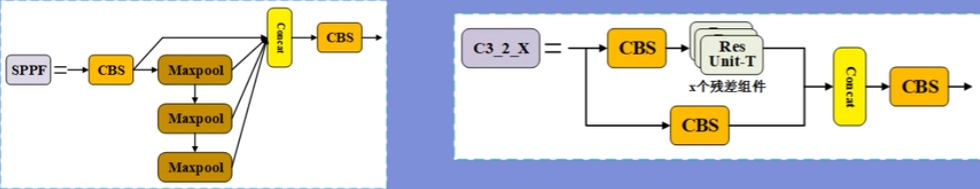 SPPF
=
CBS
Maxpool
Maxpool
Maxpool
Concat
CBS
C3_2_X
=
CBS
Res
Unit-T
x个残差组件
CBS
Concat
CBS